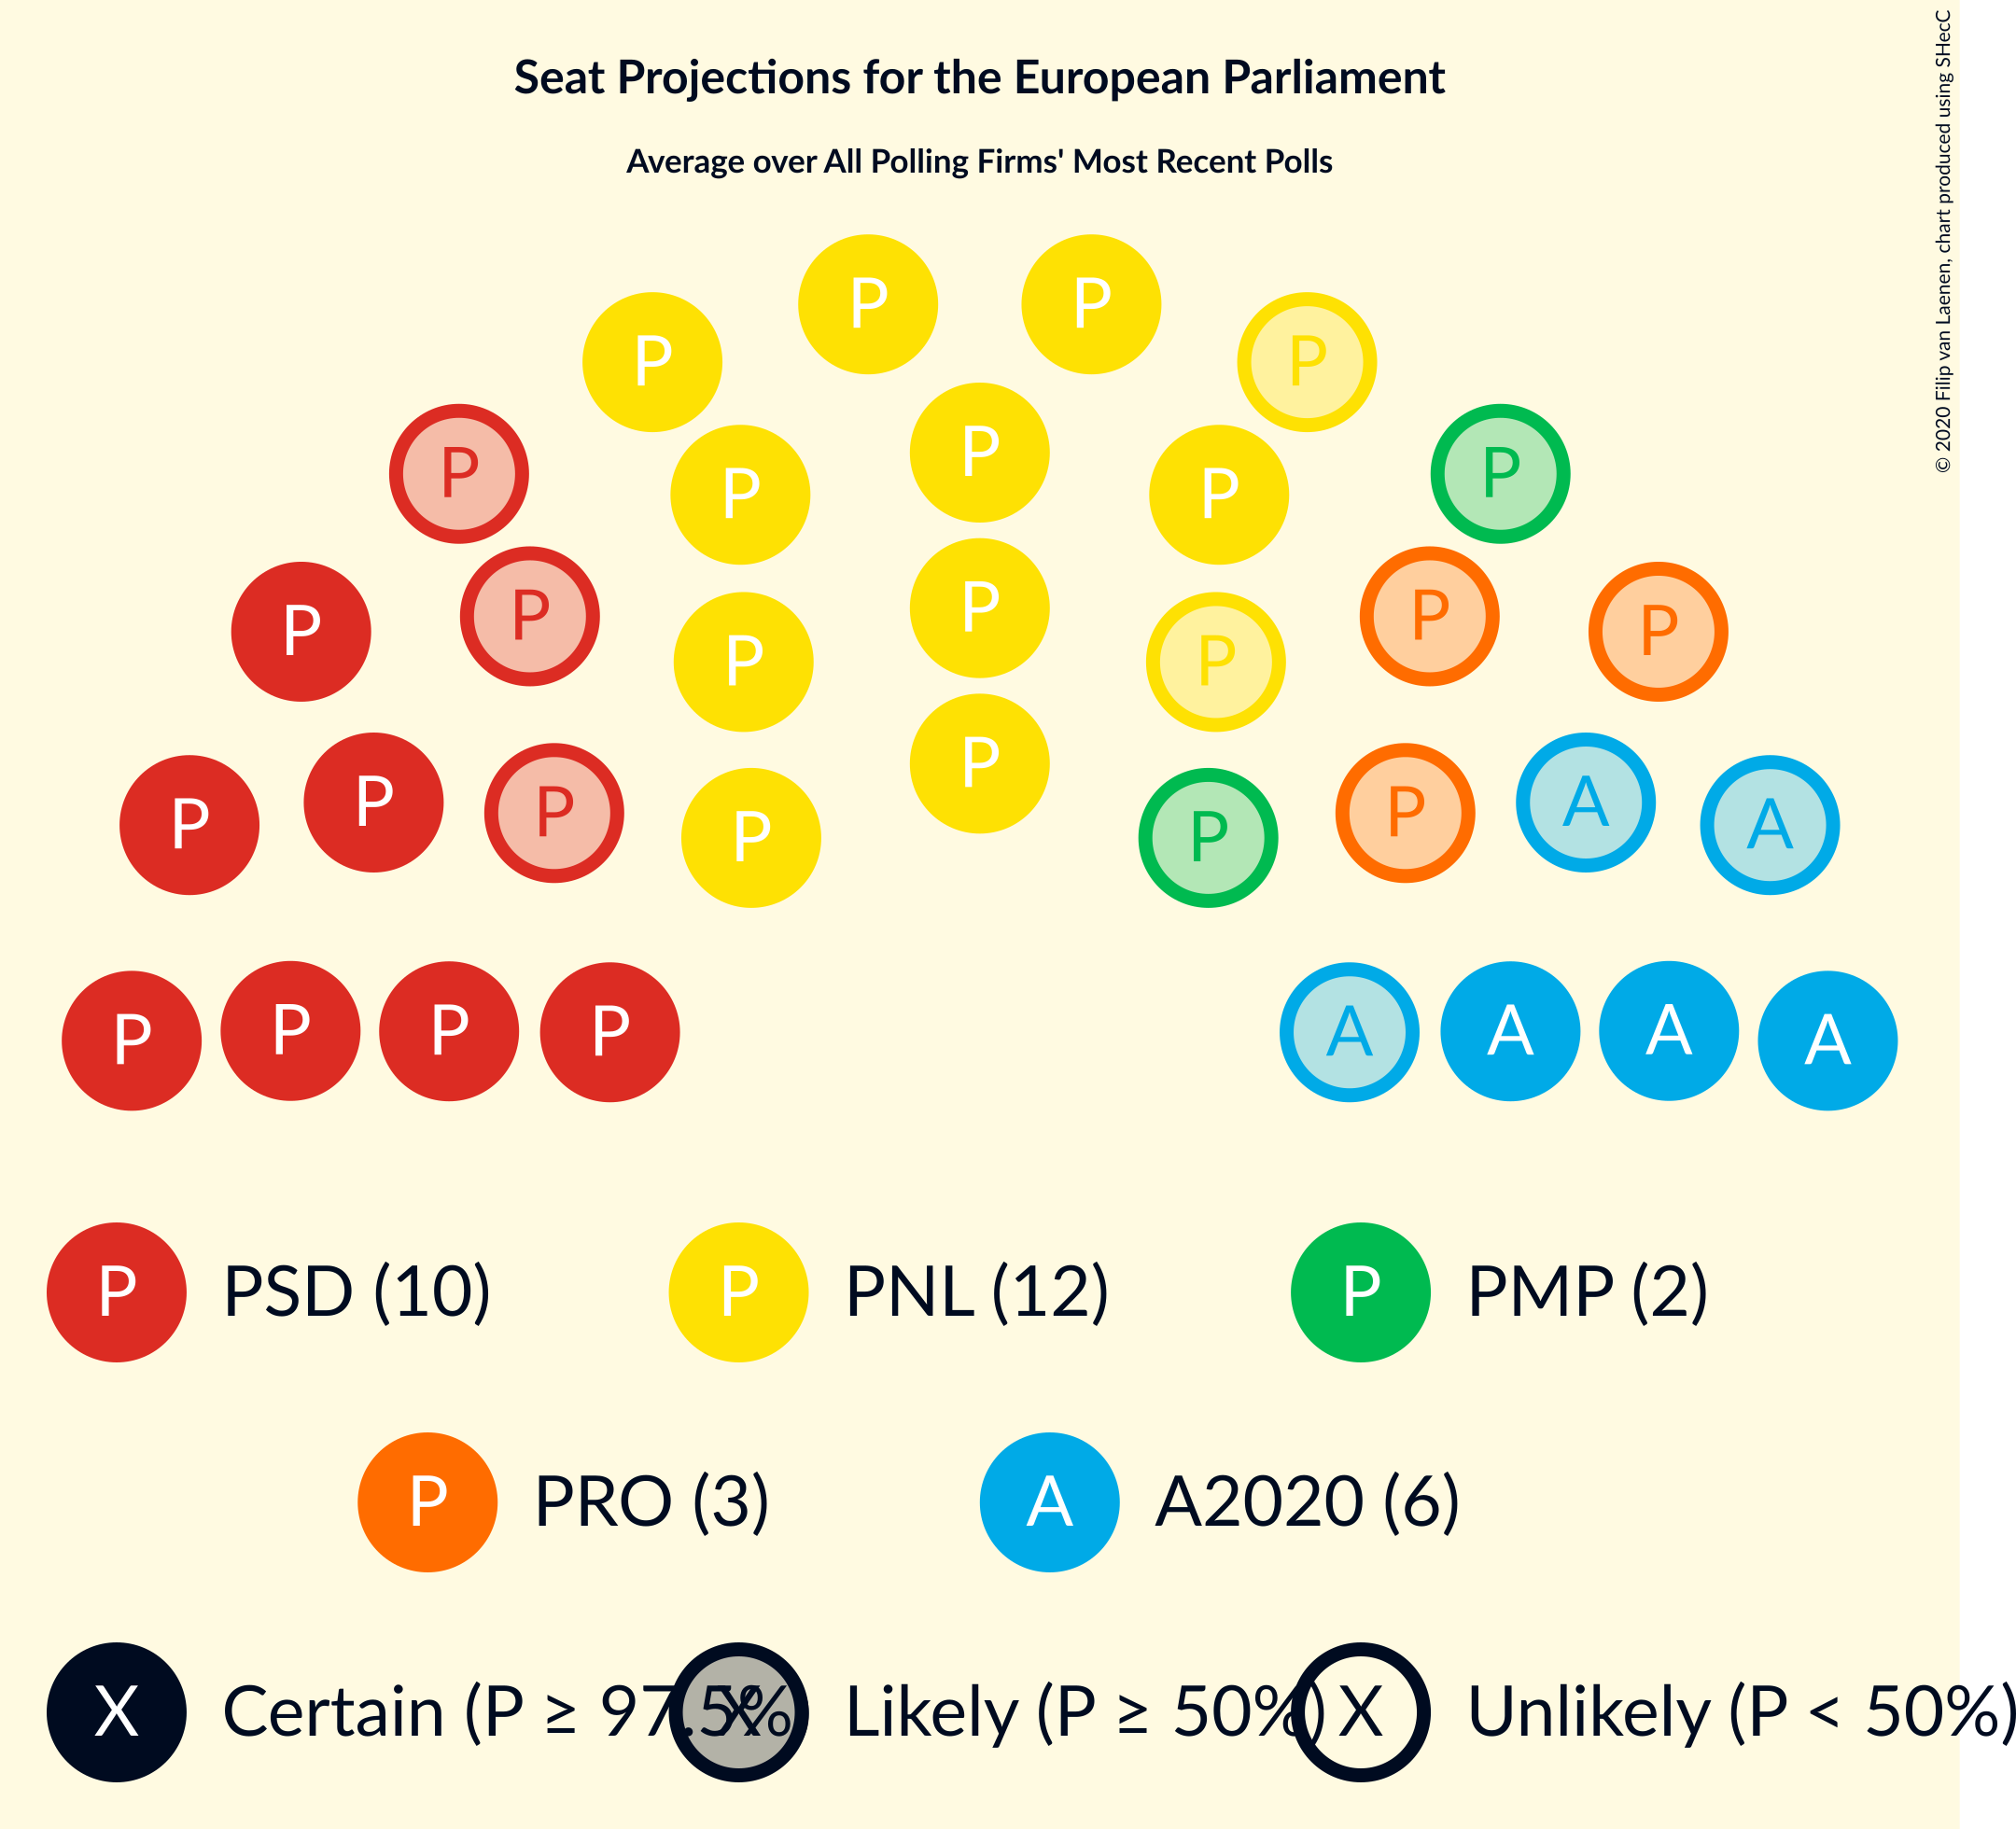 Seat Projections for the European Parliament
Average over All Polling Firms' Most Recent Polls
© 2020 Filip van Laenen, chart produced using SHecC
P P
P P
P
P P P P
P P P P
P P P
P P P P
P P A A
P P P A
P P
P P P P A A A A
P PSD (10) P PNL (12) P PMP (2)
P PRO (3) A A2020 (6)
X Certain (P ≥ 97.5% X Likely (P ≥ 50%) X Unlikely (P < 50%)